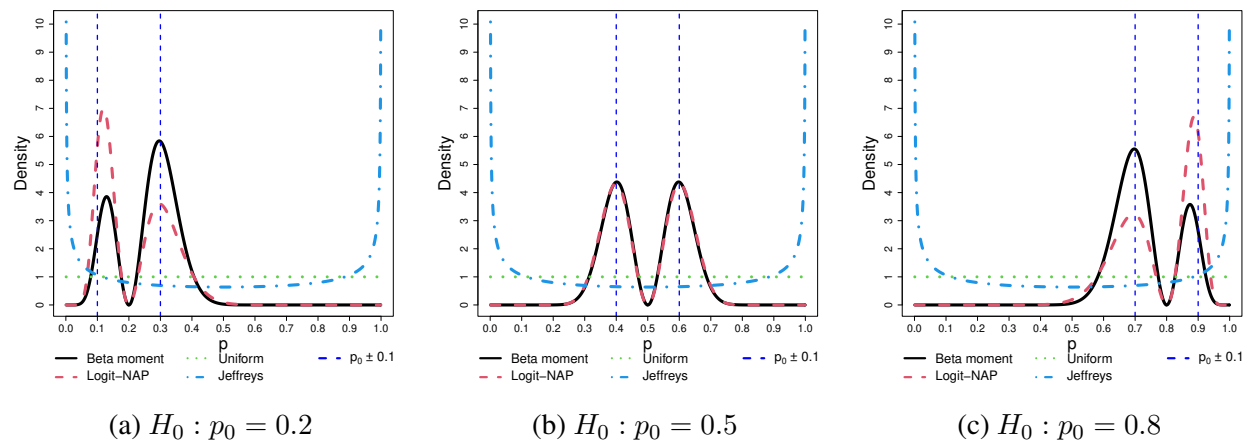 Density
10
9
8
7
6
5
4
3
2
1
0
0.0 0.1 0.2 0.3 0.4 0.5 0.6 0.7 0.8 0.9 1.0
p
Beta moment Uniform p₀ ± 0.1
Logit−NAP Jeffreys
(a) H₀ : p₀ = 0.2
Density
10
9
8
7
6
5
4
3
2
1
0
0.0 0.1 0.2 0.3 0.4 0.5 0.6 0.7 0.8 0.9 1.0
p
Beta moment Uniform p₀ ± 0.1
Logit−NAP Jeffreys
(b) H₀ : p₀ = 0.5
Density
10
9
8
7
6
5
4
3
2
1
0
0.0 0.1 0.2 0.3 0.4 0.5 0.6 0.7 0.8 0.9 1.0
p
Beta moment Uniform p₀ ± 0.1
Logit−NAP Jeffreys
(c) H₀ : p₀ = 0.8